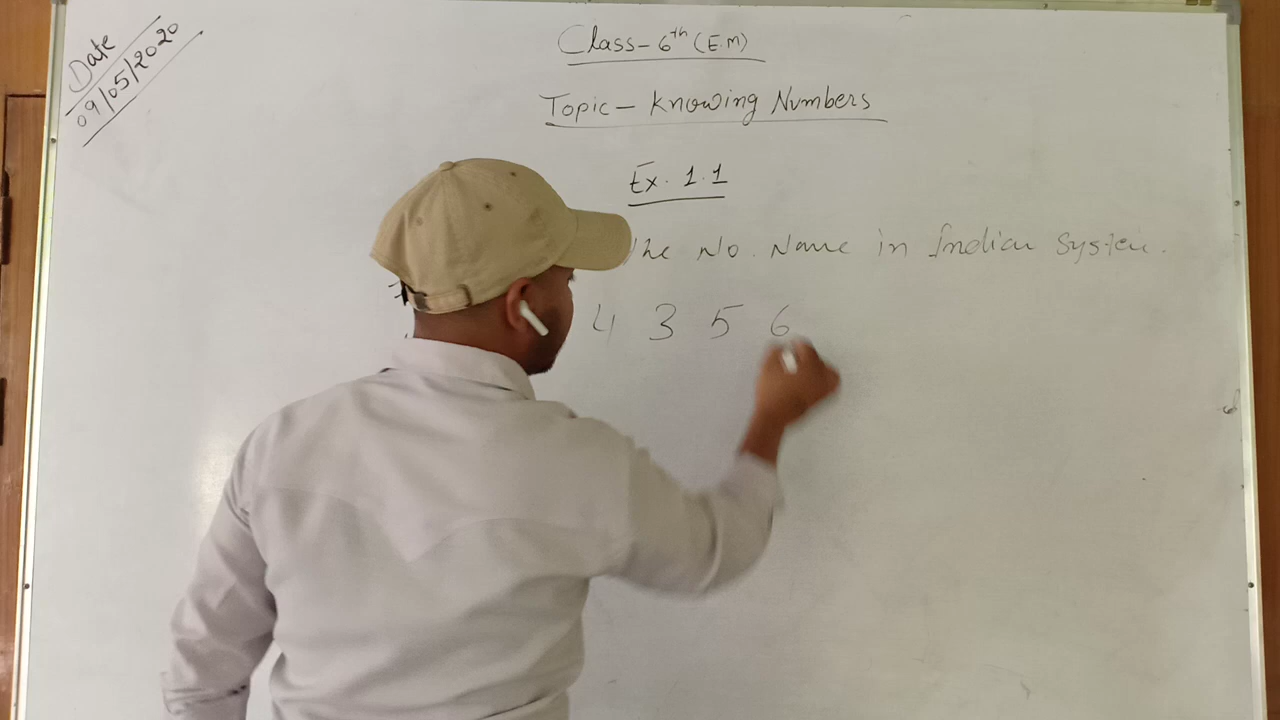 Date
09/05/2020
Class- 6th (E.M)
Topic- Knowing Numbers
Ex. 1.1
the No. Name in Indian System.
4 3 5 6